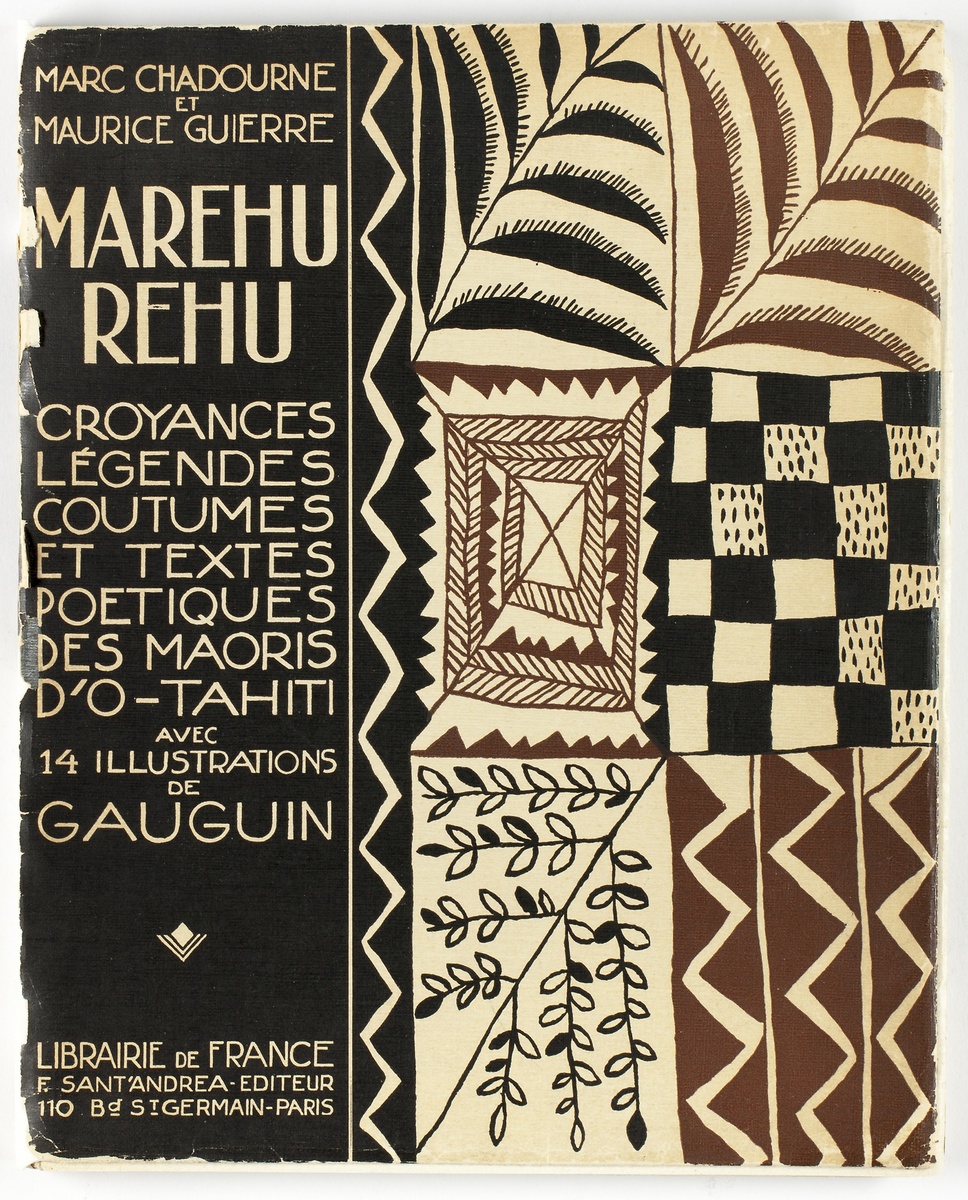 MARC CHADOURNE
ET
MAURICE GUIERRE
MAREHU
REHU
CROYANCES
LÉGENDES
COUTUMES
ET TEXTES
POETIQUES
DES MAORIS
D'O-TAHITI
AVEC
14 ILLUSTRATIONS
DE
GAUGUIN
LIBRAIRIE DE FRANCE
F. SANT'ANDREA-EDITEUR
110 Bd ST GERMAIN-PARIS